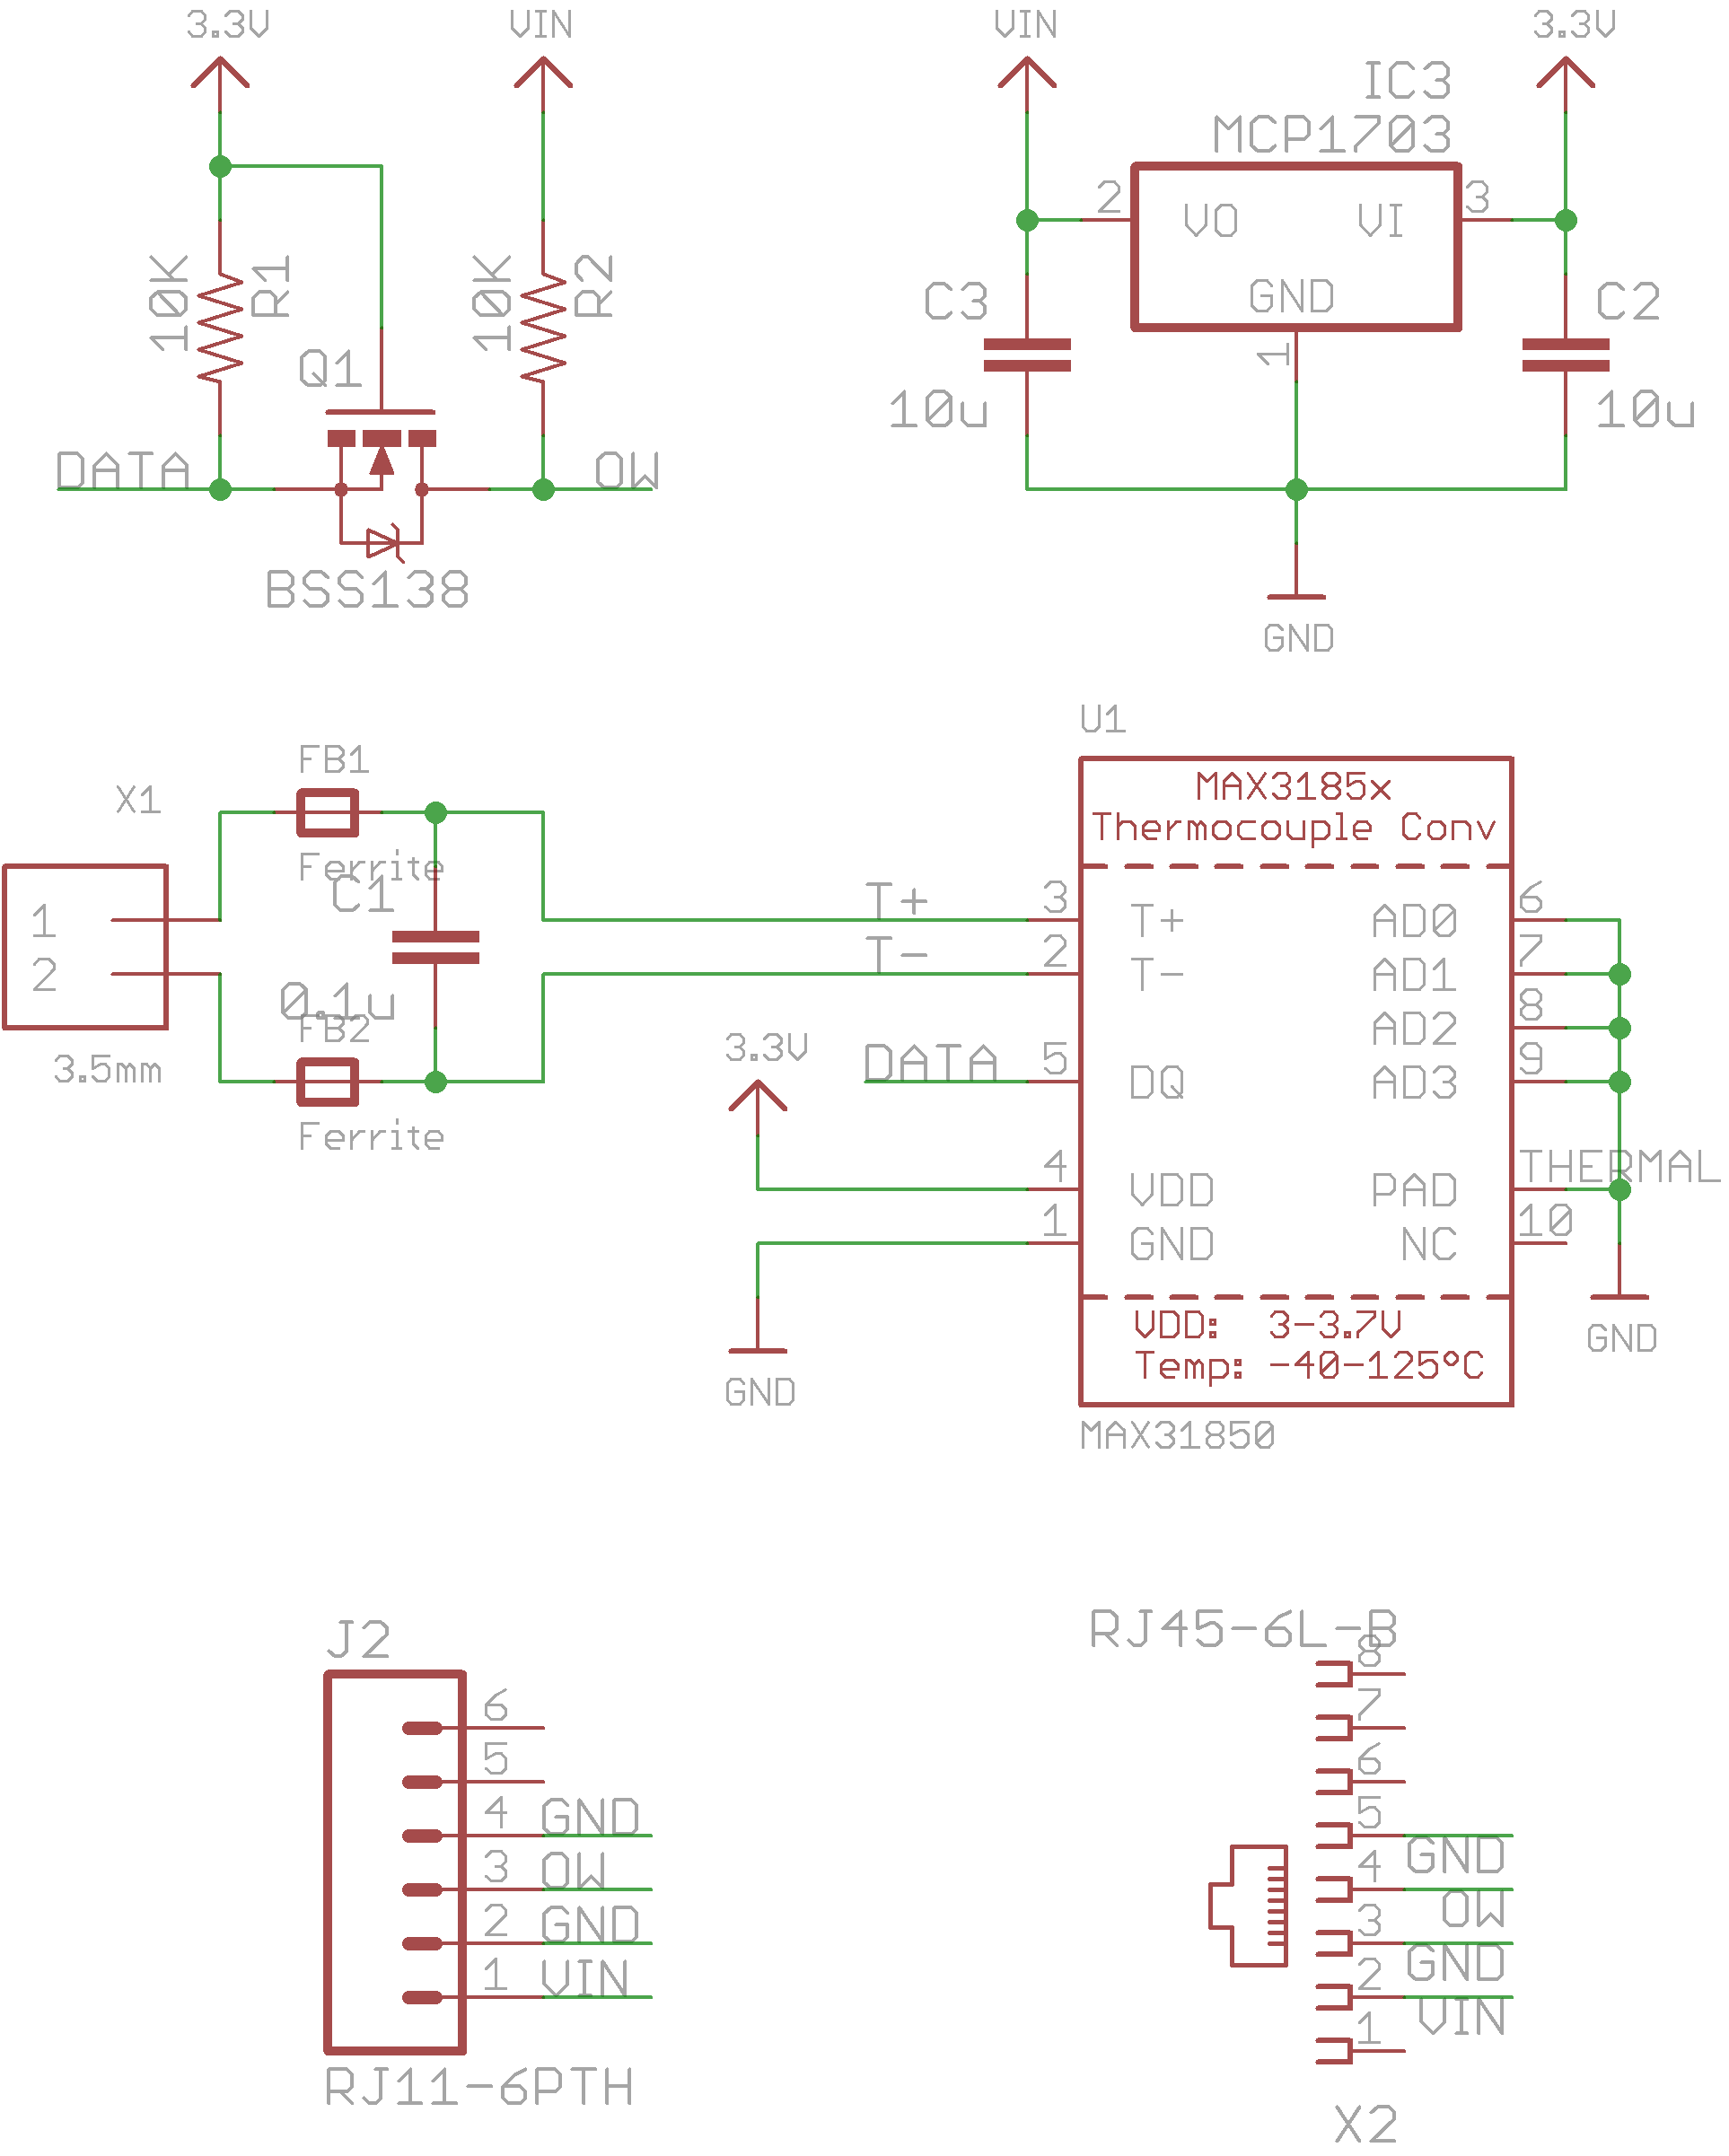 3.3V
VIN
10K
R1
10K
R2
Q1
DATA
OW
BSS138
VIN
3.3V
IC3
MCP1703
2
VO
VI
3
GND
1
C3
10u
C2
10u
GND
X1
1
2
3.5mm
FB1
Ferrite
C1
0.1u
FB2
Ferrite
U1
MAX3185x
Thermocouple Conv
T+
3
T+
AD0
6
T-
2
T-
AD1
7
AD2
8
3.3V
DATA
5
DQ
AD3
9
4
VDD
PAD
THERMAL
1
GND
NC
10
VDD: 3-3.7V
Temp: -40-125°C
GND
GND
MAX31850
J2
6
5
4 GND
3 OW
2 GND
1 VIN
RJ11-6PTH
RJ45-6L-B
8
7
6
5
GND
4
OW
3
GND
2
VIN
1
X2